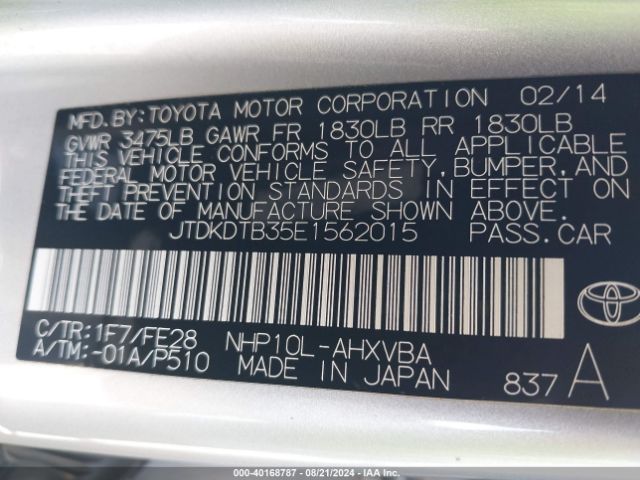 MFD.BY:TOYOTA MOTOR CORPORATION 02/14
GVWR 3475LB GAWR FR 1830LB RR 1830LB
THIS VEHICLE CONFORMS TO ALL APPLICABLE
FEDERAL MOTOR VEHICLE SAFETY,BUMPER,AND
THEFT PREVENTION STANDARDS IN EFFECT ON
THE DATE OF MANUFACTURE SHOWN ABOVE.
JTDKDTB35E1562015 PASS.CAR
C/TR:1F7/FE28 NHP10L-AHXVBA
A/TM:-01A/P510 MADE IN JAPAN 837A
000-40168787 - 08/21/2024 - IAA Inc.